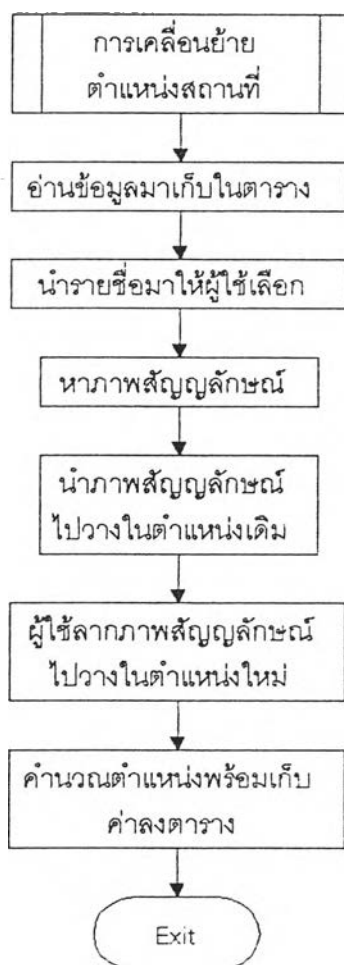 การเคลื่อนย้าย
ตำแหน่งสถานที่
อ่านข้อมูลมาเก็บในตาราง
นำรายชื่อมาให้ผู้ใช้เลือก
หาภาพสัญญลักษณ์
นำภาพสัญญลักษณ์
ไปวางในตำแหน่งเดิม
ผู้ใช้ลากภาพสัญญลักษณ์
ไปวางในตำแหน่งใหม่
คำนวณตำแหน่งพร้อมเก็บ
ค่าลงตาราง
Exit